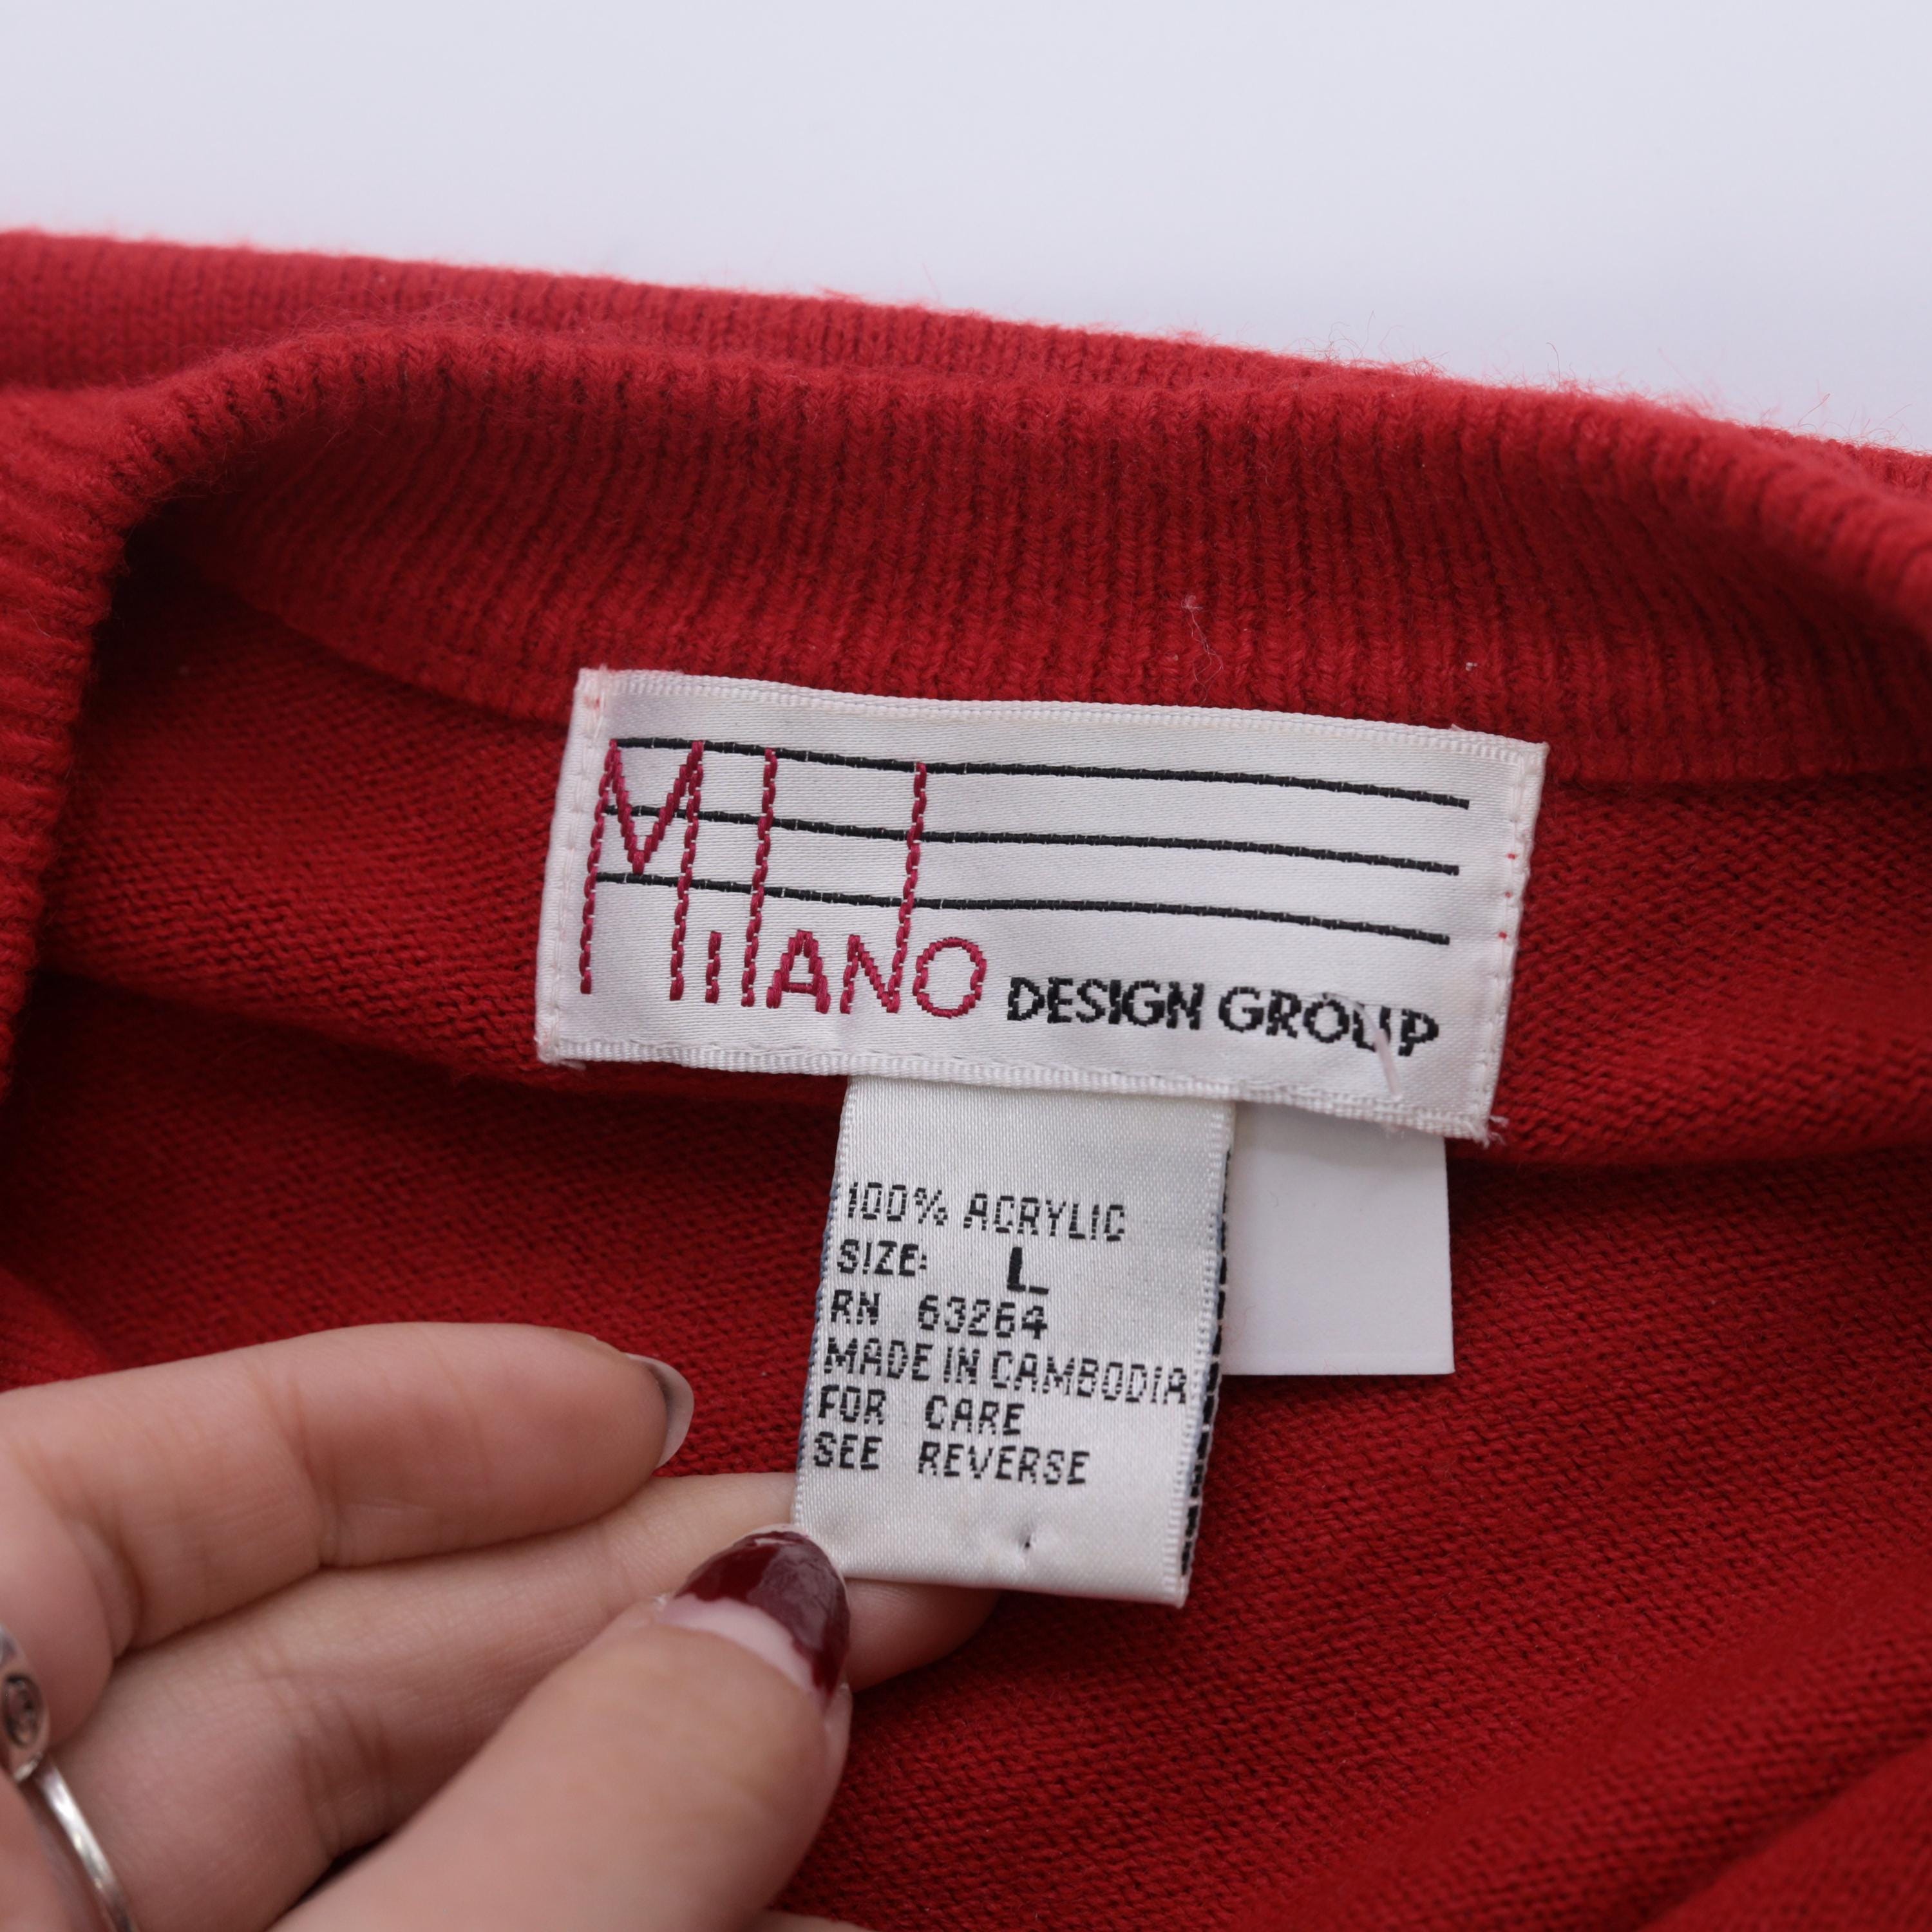 MIlANO DESIGN GROUP
100% ACRYLIC
SIZE: L
RN 63264
MADE IN CAMBODIA
FOR CARE
SEE REVERSE